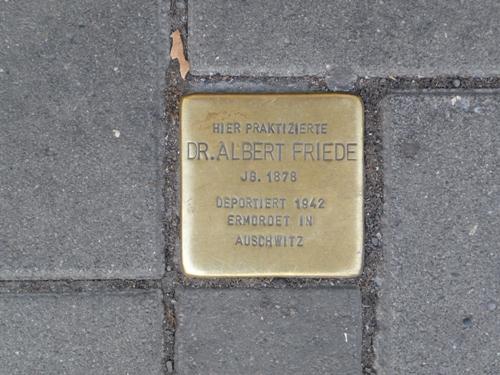 HIER PRAKTIZIERTE
DR. ALBERT FRIEDE
JG. 1878
DEPORTIERT 1942
ERMORDET IN
AUSCHWITZ